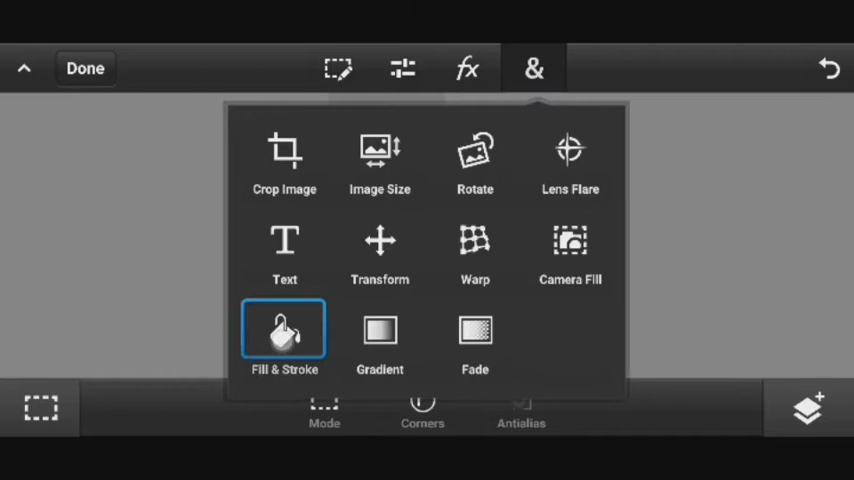 Done
fx
&
Crop Image
Image Size
Rotate
Lens Flare
Text
Transform
Warp
Camera Fill
Fill & Stroke
Gradient
Fade
Mode
Corners
Antialias